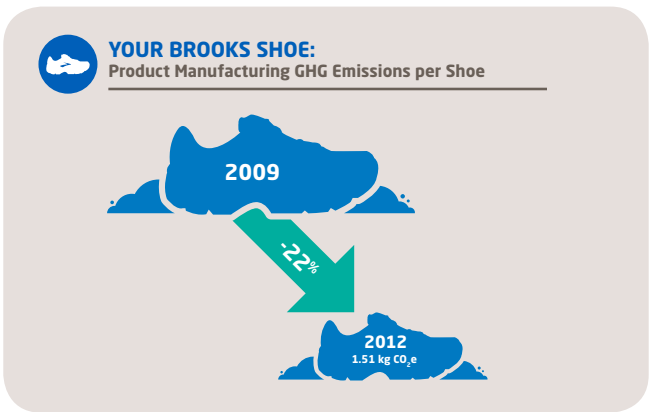 YOUR BROOKS SHOE:
Product Manufacturing GHG Emissions per Shoe
2009
-22%
2012
1.51 kg CO₂e